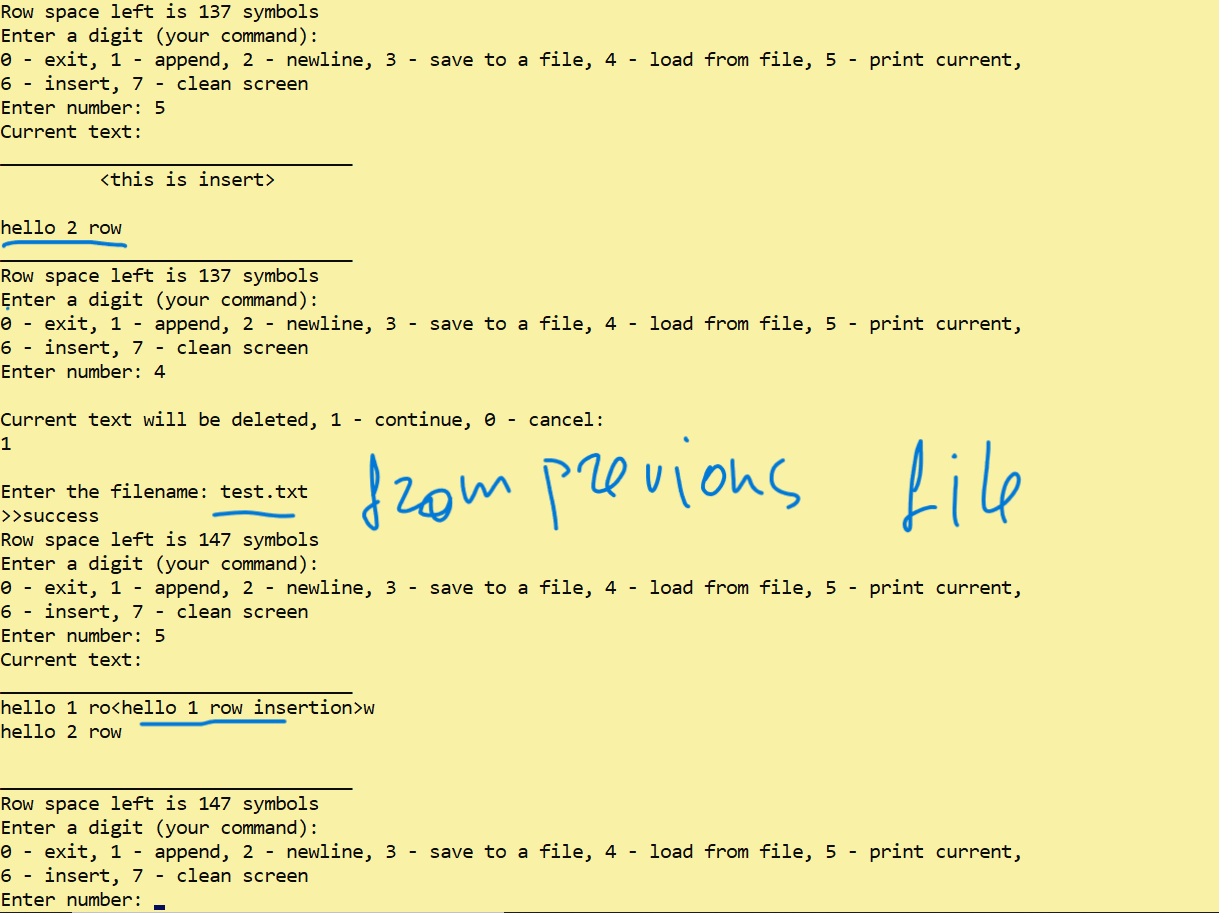 Row space left is 137 symbols
Enter a digit (your command):
0 - exit, 1 - append, 2 - newline, 3 - save to a file, 4 - load from file, 5 - print current,
6 - insert, 7 - clean screen
Enter number: 5
Current text:
________________________________
         <this is insert>
hello 2 row
________________________________
Row space left is 137 symbols
Enter a digit (your command):
0 - exit, 1 - append, 2 - newline, 3 - save to a file, 4 - load from file, 5 - print current,
6 - insert, 7 - clean screen
Enter number: 4
Current text will be deleted, 1 - continue, 0 - cancel:
1
Enter the filename: test.txt from previons file
>>success
Row space left is 147 symbols
Enter a digit (your command):
0 - exit, 1 - append, 2 - newline, 3 - save to a file, 4 - load from file, 5 - print current,
6 - insert, 7 - clean screen
Enter number: 5
Current text:
________________________________
hello 1 ro<hello 1 row insertion>w
hello 2 row
________________________________
Row space left is 147 symbols
Enter a digit (your command):
0 - exit, 1 - append, 2 - newline, 3 - save to a file, 4 - load from file, 5 - print current,
6 - insert, 7 - clean screen
Enter number: